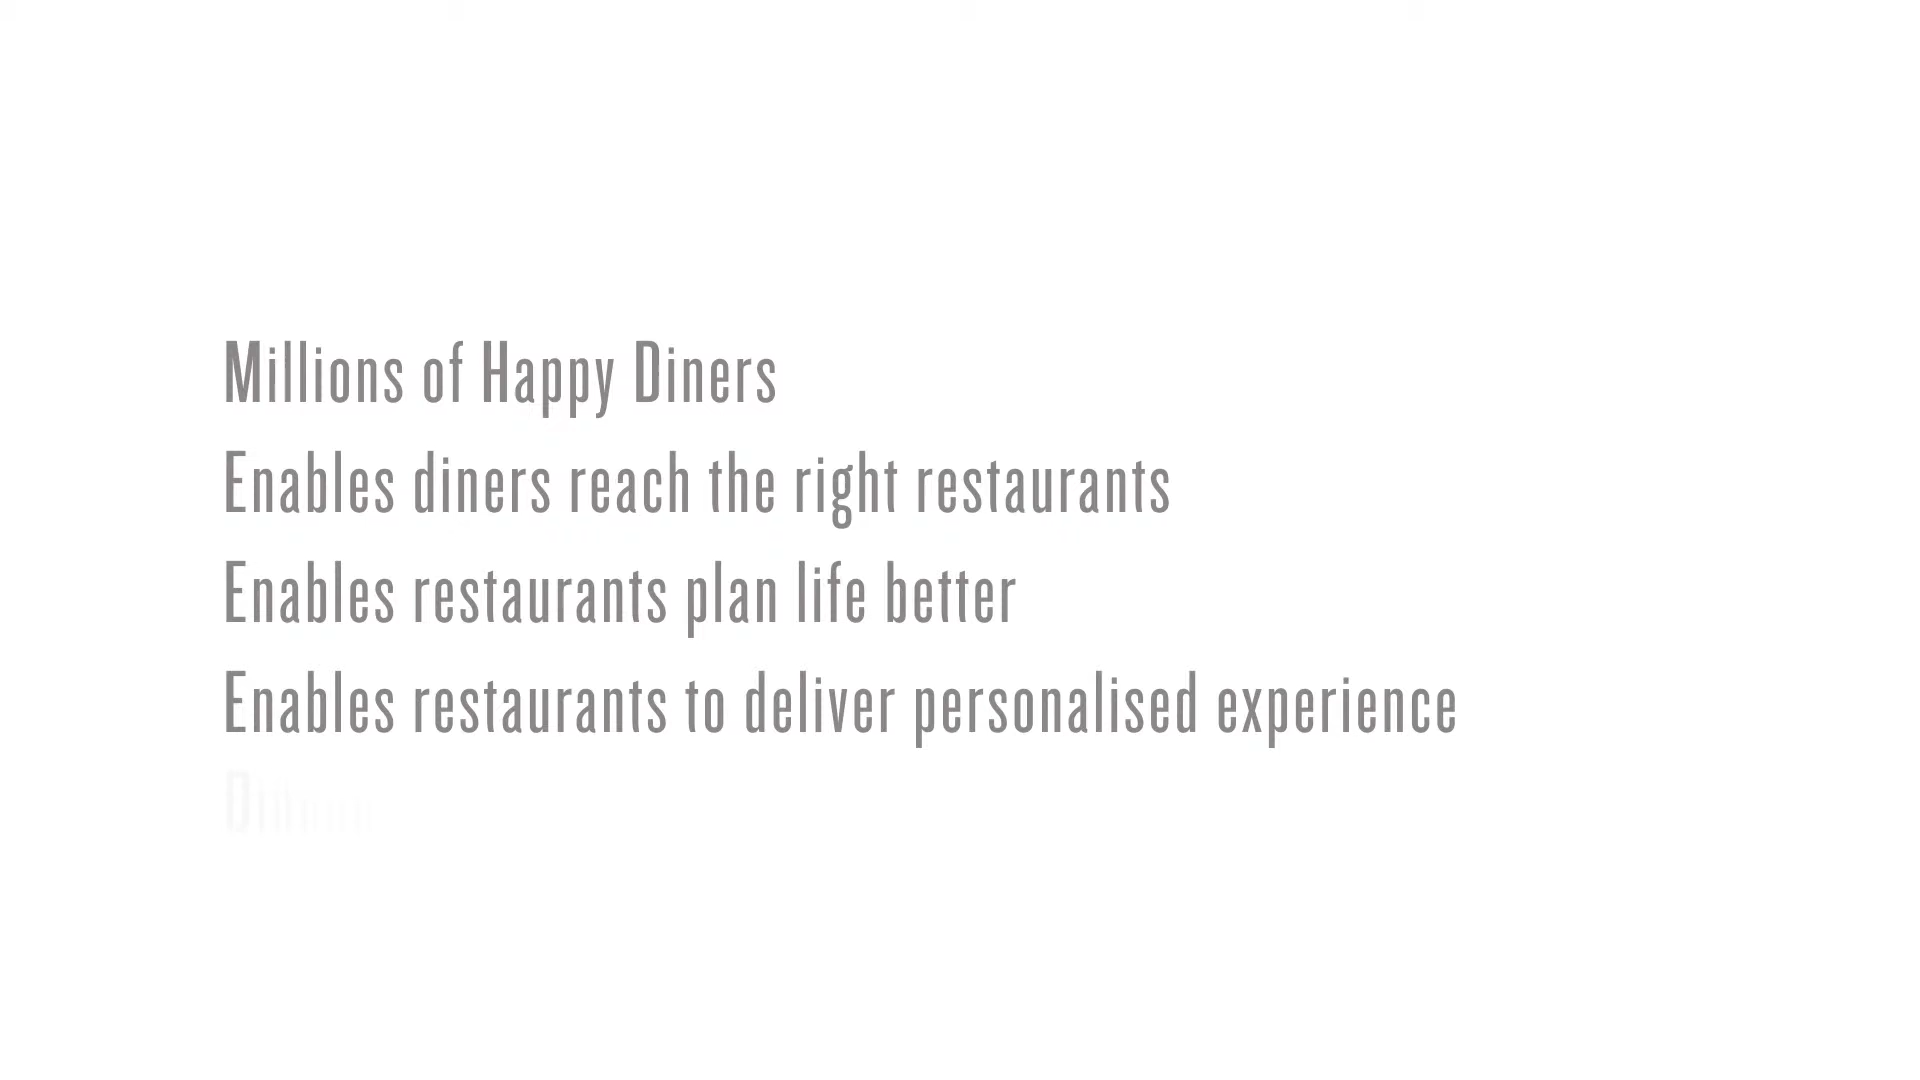 Millions of Happy Diners
Enables diners reach the right restaurants
Enables restaurants plan life better
Enables restaurants to deliver personalised experience